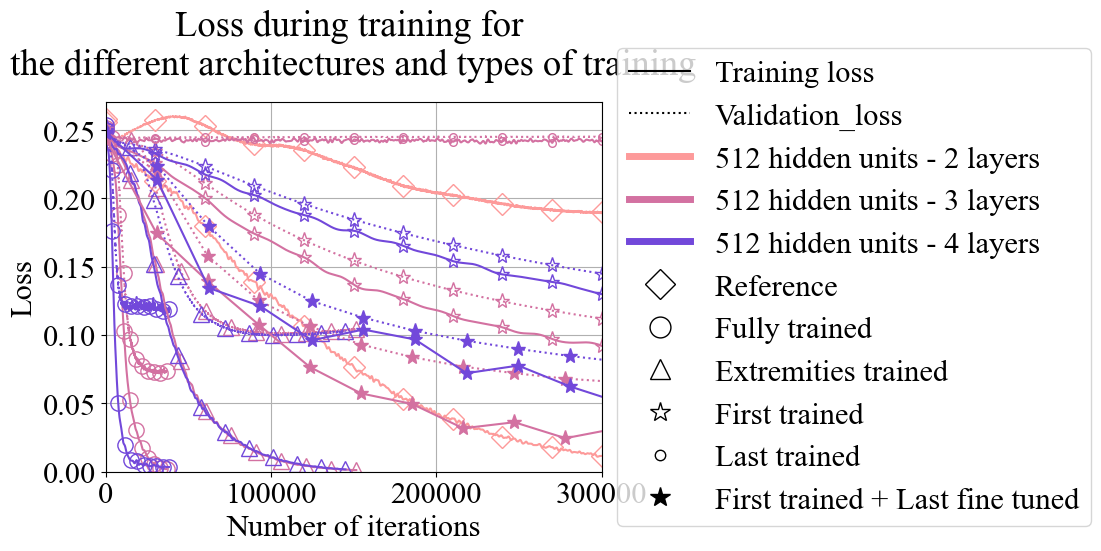 Loss during training for
the different architectures and types of training
Loss
0.25
0.20
0.15
0.10
0.05
0.00
0
100000
200000
300000
Number of iterations
Training loss
Validation_loss
512 hidden units - 2 layers
512 hidden units - 3 layers
512 hidden units - 4 layers
Reference
Fully trained
Extremities trained
First trained
Last trained
First trained + Last fine tuned